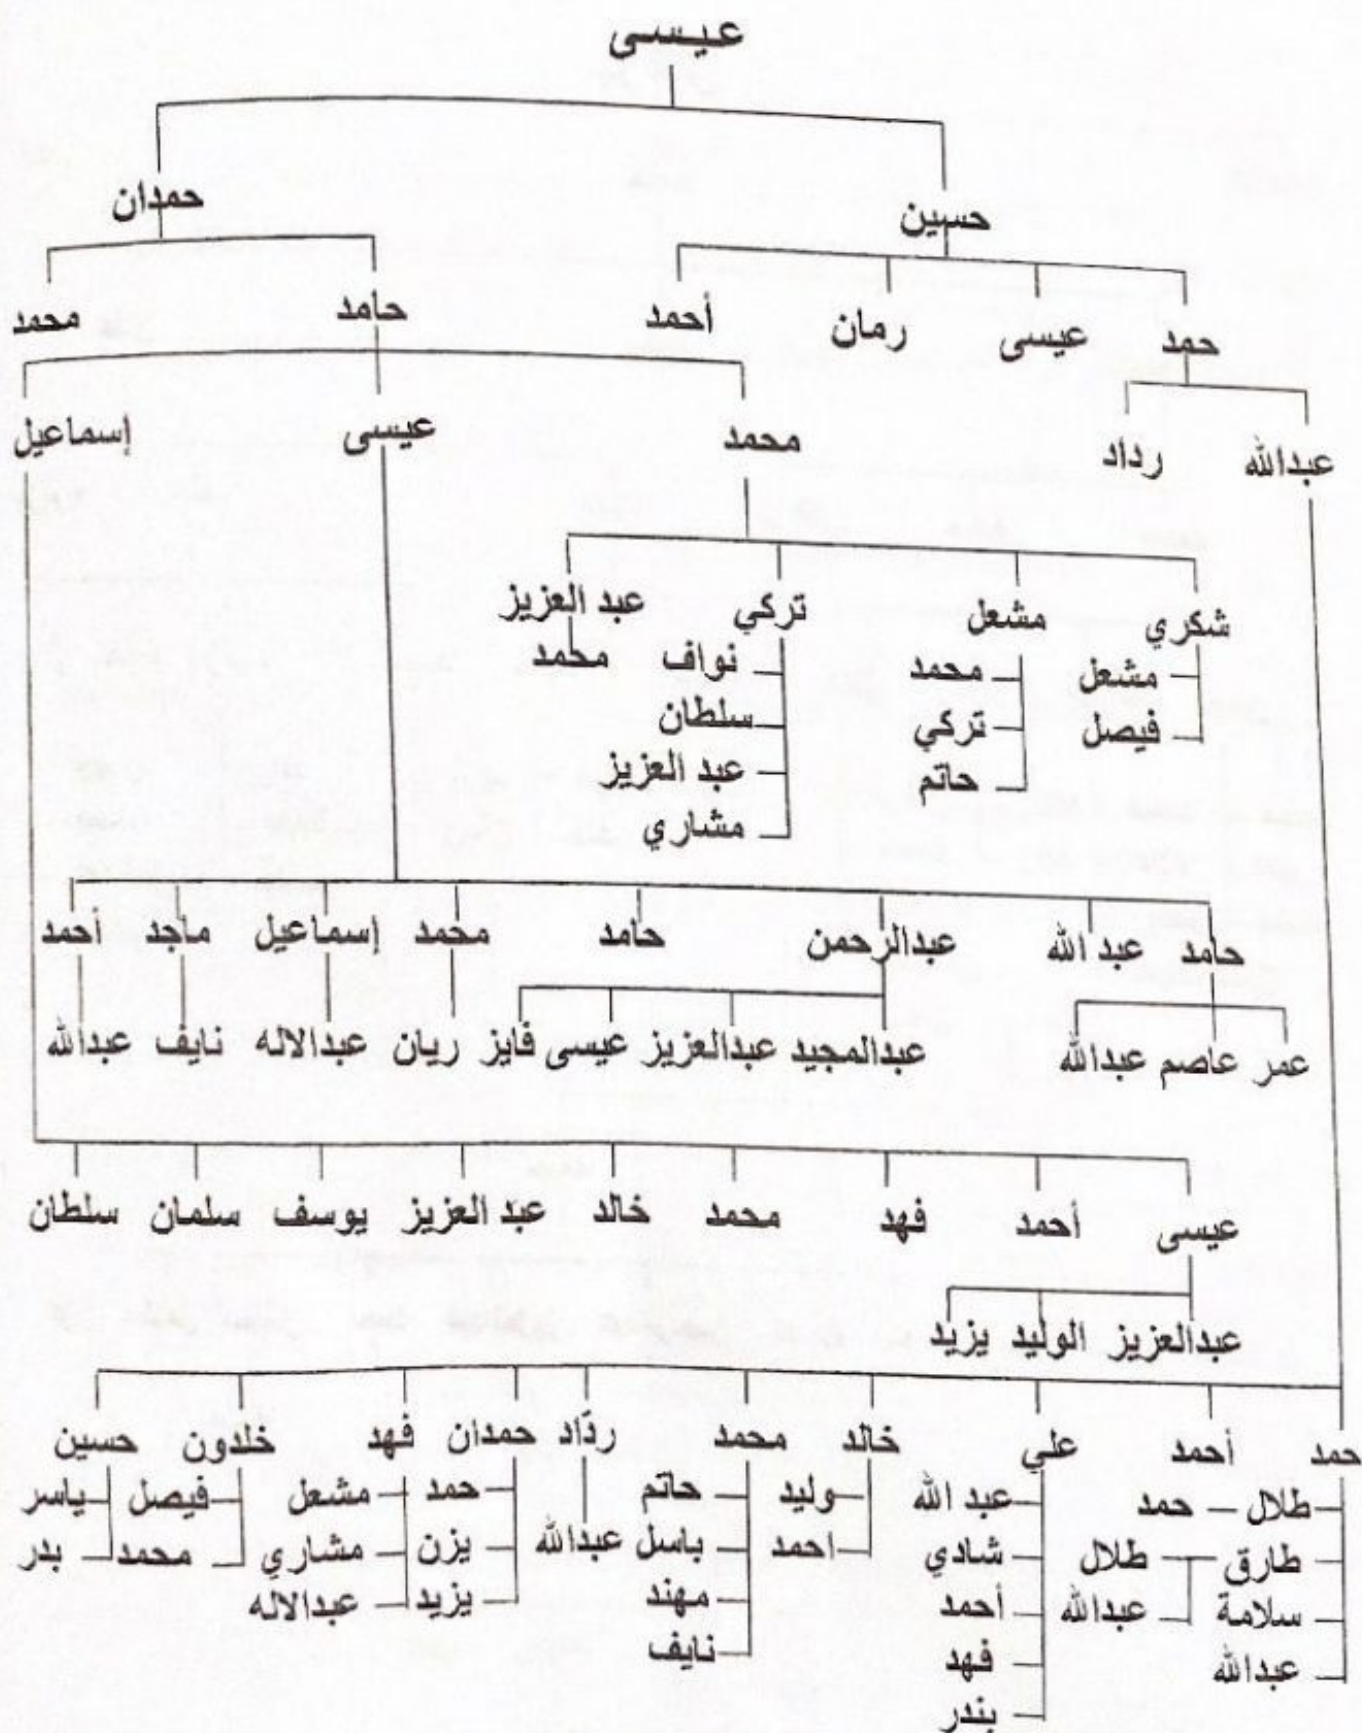 عيسى
حسين حمدان
حمد عيسى رمان أحمد حامد محمد
عبدالله رداد محمد عيسى إسماعيل
شكري مشعل تركي عبد العزيز
مشعل محمد نواف محمد
فيصل تركي سلطان
حاتم عبد العزيز
مشاري
حامد عبد الله عبدالرحمن حامد محمد إسماعيل ماجد أحمد
عمر عاصم عبدالله عبدالمجيد عبدالعزيز عيسى فايز ريان عبدالاله نايف عبدالله
عيسى أحمد فهد محمد خالد عبد العزيز يوسف سلمان سلطان
عبدالعزيز الوليد يزيد
حمد أحمد علي خالد محمد ردّاد حمدان فهد خلدون حسين
طلال حمد عبد الله وليد حاتم حمد مشعل فيصل ياسر
طارق طلال شادي احمد باسل عبدالله يزن مشاري محمد بدر
سلامة عبدالله أحمد مهند يزيد عبدالاله
عبدالله فهد نايف
بندر